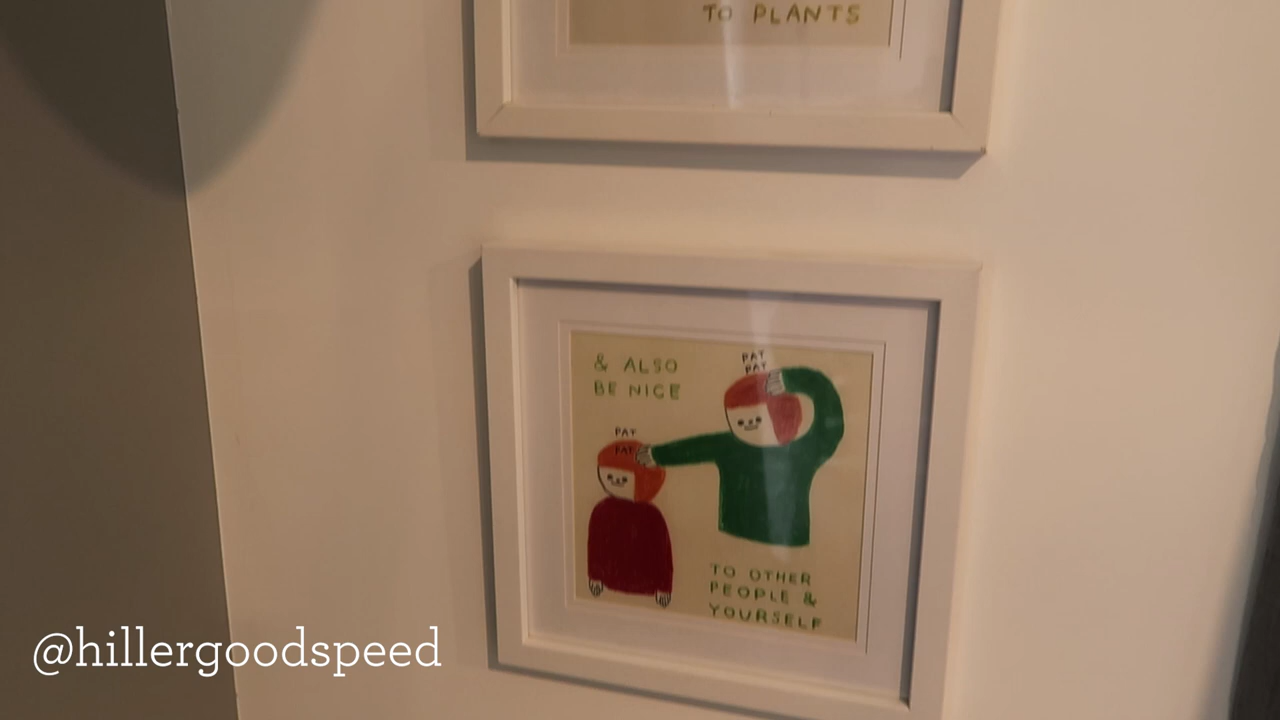 TO PLANTS
& ALSO
BE NICE
PAT
PAT
PAT
PAT
TO OTHER
PEOPLE &
YOURSELF
@hillergoodspeed